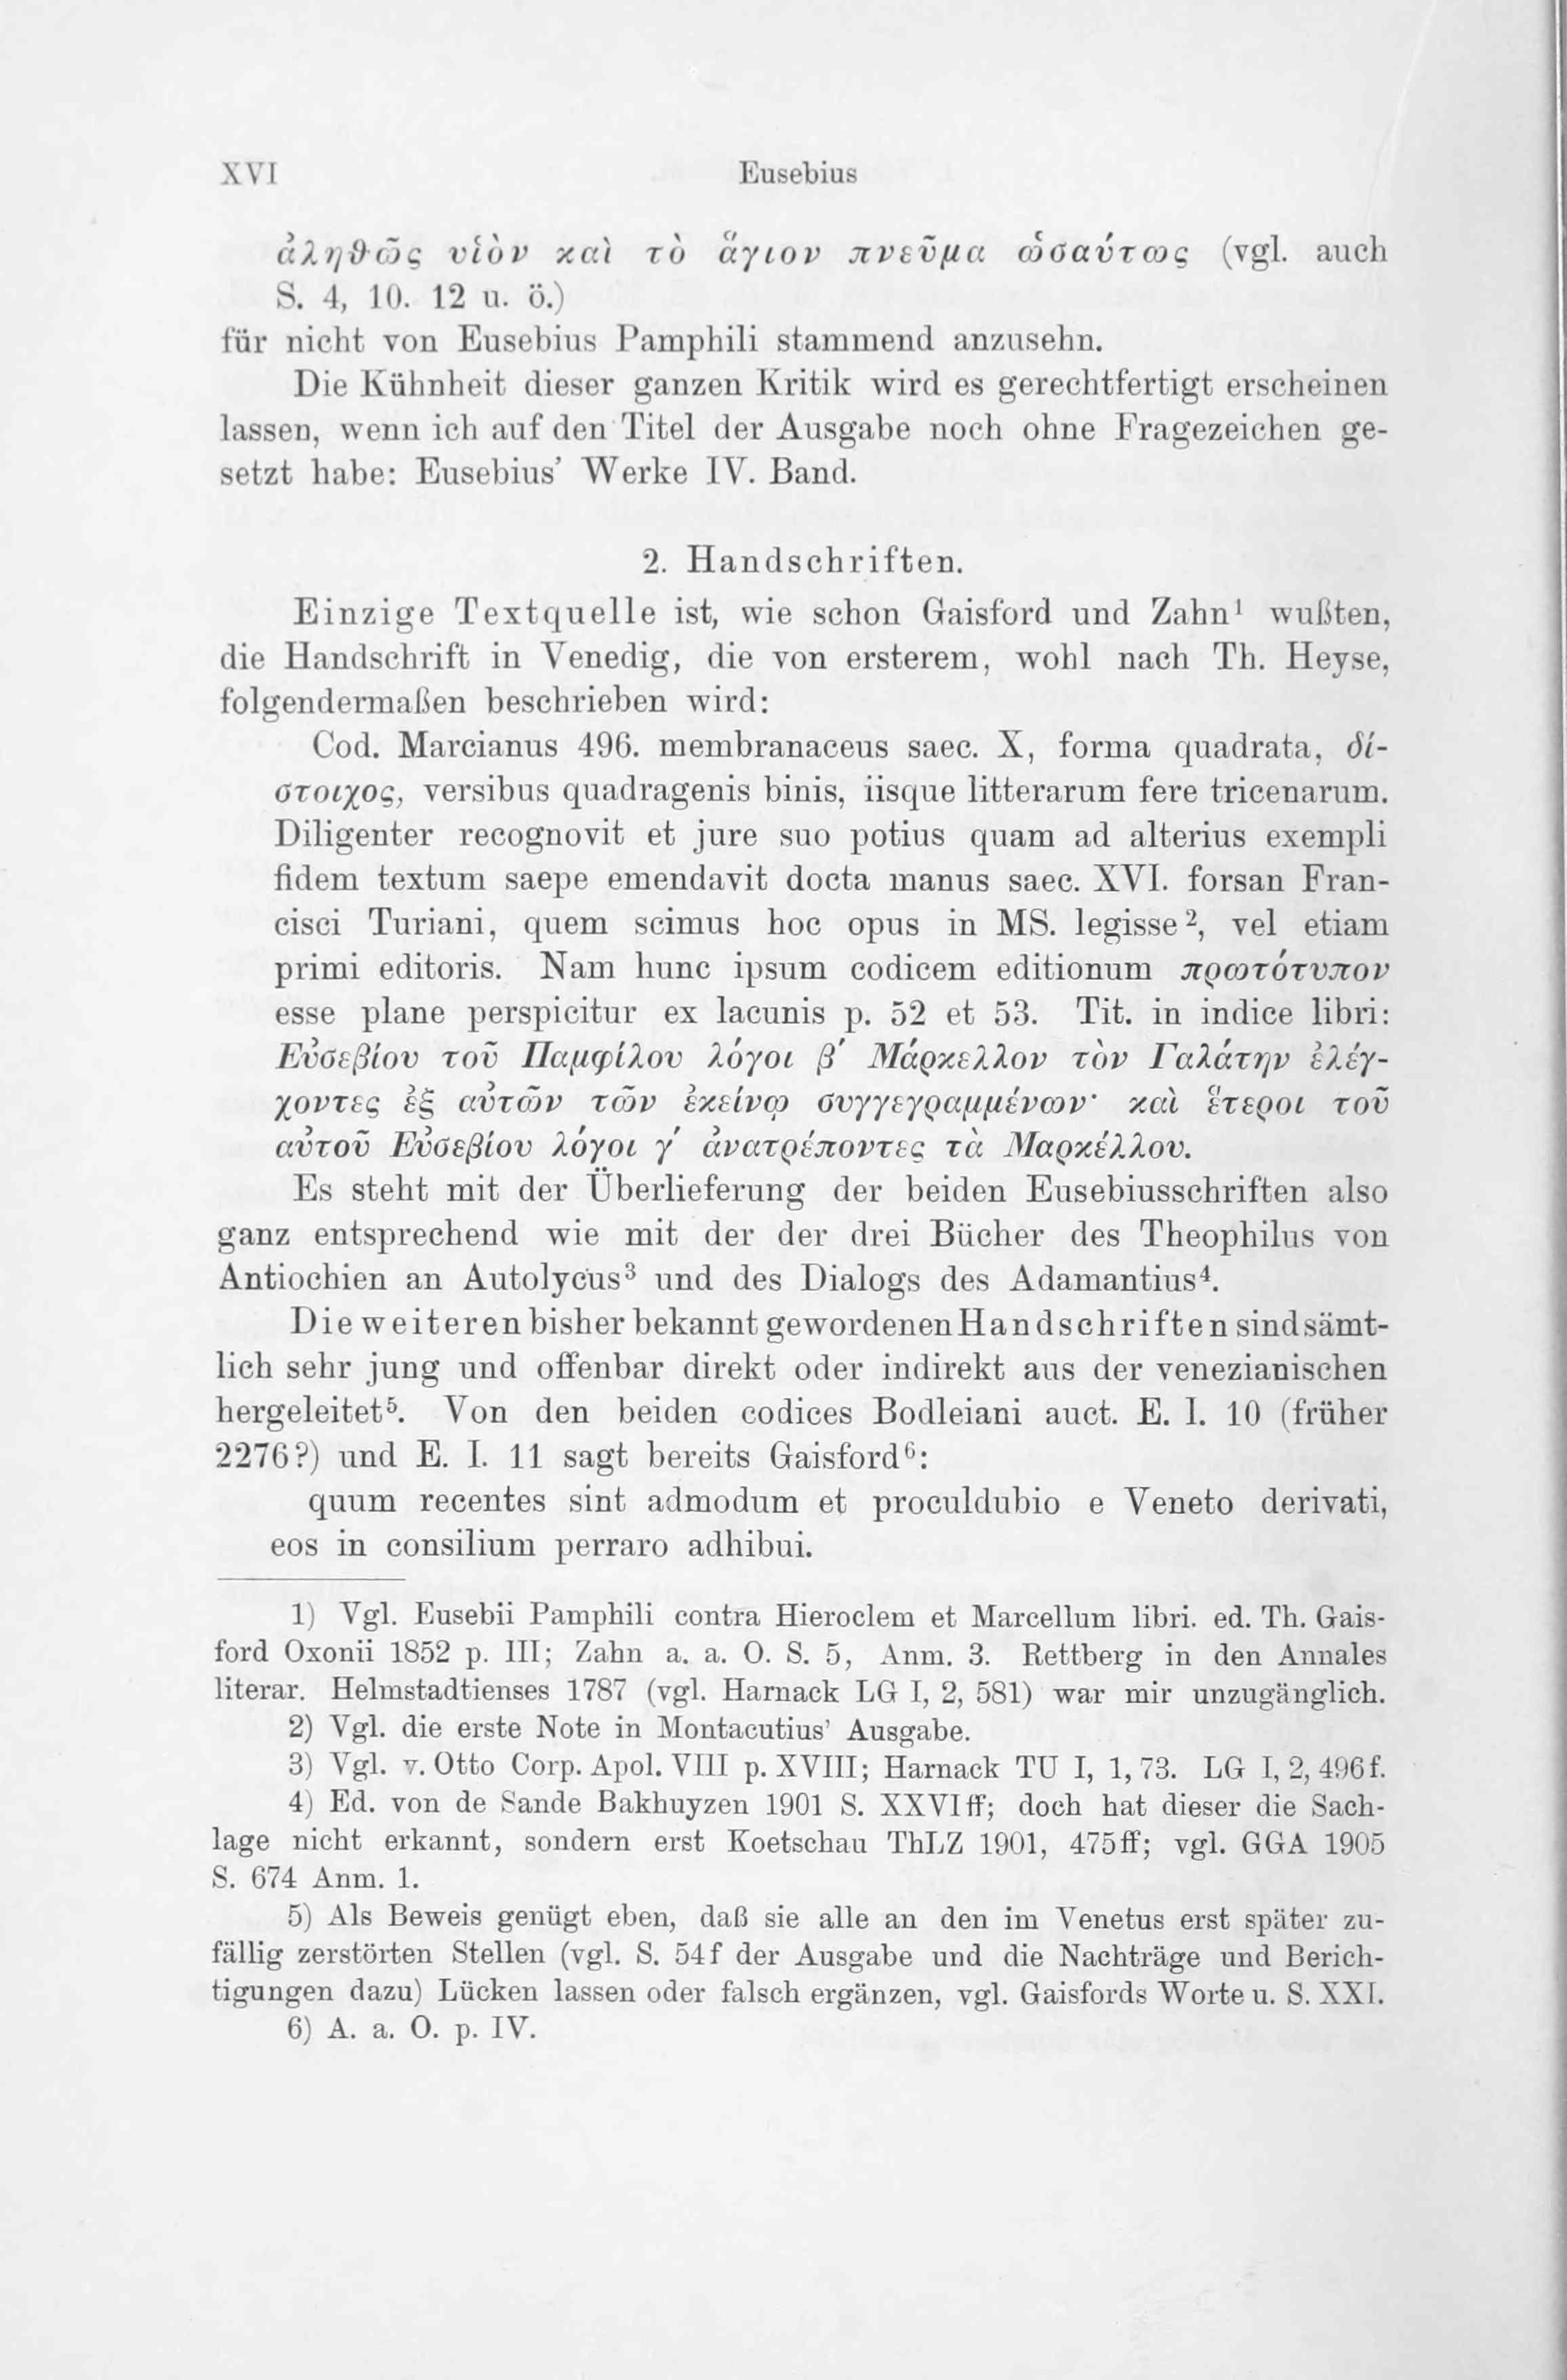 XVI Eusebius
ἀληθῶς υἱὸν καὶ τὸ ἅγιον πνεῦμα ὡσαύτως (vgl. auch
S. 4, 10. 12 u. ö.)
für nicht von Eusebius Pamphili stammend anzusehn.
Die Kühnheit dieser ganzen Kritik wird es gerechtfertigt erscheinen
lassen, wenn ich auf den Titel der Ausgabe noch ohne Fragezeichen ge-
setzt habe: Eusebius’ Werke IV. Band.
2. Handschriften.
Einzige Textquelle ist, wie schon Gaisford und Zahn¹ wußten,
die Handschrift in Venedig, die von ersterem, wohl nach Th. Heyse,
folgendermaßen beschrieben wird:
Cod. Marcianus 496. membranaceus saec. X, forma quadrata, δί-
στοιχος, versibus quadragenis binis, iisque litterarum fere tricenarum.
Diligenter recognovit et jure suo potius quam ad alterius exempli
fidem textum saepe emendavit docta manus saec. XVI. forsan Fran-
cisci Turiani, quem scimus hoc opus in MS. legisse², vel etiam
primi editoris. Nam hunc ipsum codicem editionum πρωτότυπον
esse plane perspicitur ex lacunis p. 52 et 53. Tit. in indice libri:
Εὐσεβίου τοῦ Παμφίλου λόγοι β′ Μάρκελλον τὸν Γαλάτην ἐλέγ-
χοντες ἐξ αὐτῶν τῶν ἐκείνῳ συγγεγραμμένων· καὶ ἕτεροι τοῦ
αὐτοῦ Εὐσεβίου λόγοι γ′ ἀνατρέποντες τὰ Μαρκέλλου.
Es steht mit der Überlieferung der beiden Eusebiusschriften also
ganz entsprechend wie mit der der drei Bücher des Theophilus von
Antiochien an Autolycus³ und des Dialogs des Adamantius⁴.
Die weiteren bisher bekannt gewordenen Handschriften sind sämt-
lich sehr jung und offenbar direkt oder indirekt aus der venezianischen
hergeleitet⁵. Von den beiden codices Bodleiani auct. E. I. 10 (früher
2276?) und E. I. 11 sagt bereits Gaisford⁶:
quum recentes sint admodum et proculdubio e Veneto derivati,
eos in consilium perraro adhibui.
1) Vgl. Eusebii Pamphili contra Hieroclem et Marcellum libri. ed. Th. Gais-
ford Oxonii 1852 p. III; Zahn a. a. O. S. 5, Anm. 3. Rettberg in den Annales
literar. Helmstadtienses 1787 (vgl. Harnack LG I, 2, 581) war mir unzugänglich.
2) Vgl. die erste Note in Montacutius’ Ausgabe.
3) Vgl. v. Otto Corp. Apol. VIII p. XVIII; Harnack TU I, 1, 73. LG I, 2, 496f.
4) Ed. von de Sande Bakhuyzen 1901 S. XXVIff; doch hat dieser die Sach-
lage nicht erkannt, sondern erst Koetschau ThLZ 1901, 475ff; vgl. GGA 1905
S. 674 Anm. 1.
5) Als Beweis genügt eben, daß sie alle an den im Venetus erst später zu-
fällig zerstörten Stellen (vgl. S. 54f der Ausgabe und die Nachträge und Berich-
tigungen dazu) Lücken lassen oder falsch ergänzen, vgl. Gaisfords Worte u. S. XXI.
6) A. a. O. p. IV.